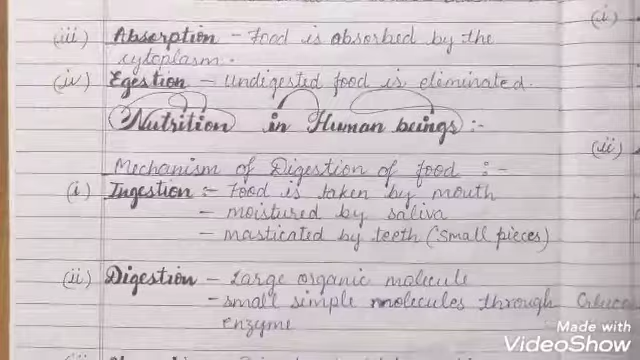 (i)
(iii) Absorption - Food is absorbed by the
cytoplasm.
(iv) Egestion - Undigested food is eliminated.
Nutrition in Human beings :-
(ii)
Mechanism of Digestion of food :-
(i) Ingestion :- Food is taken by mouth
- moistured by saliva
- masticated by teeth (small pieces)
(ii) Digestion - Large organic molecule
- small simple molecules through
enzyme
Made with
VideoShow